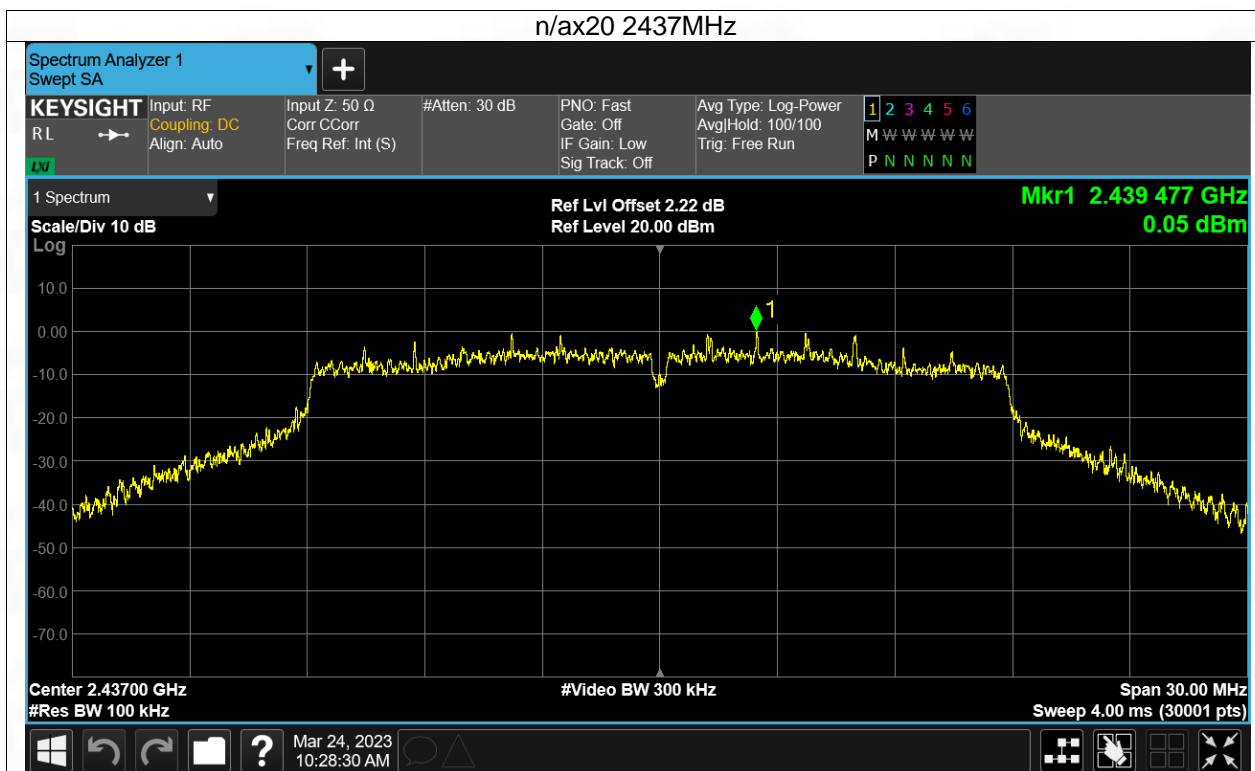 n/ax20 2437MHz
Spectrum Analyzer 1
Swept SA
KEYSIGHT
RL
LXI
Input: RF
Coupling: DC
Align: Auto
Input Z: 50 Ω
Corr CCorr
Freq Ref: Int (S)
#Atten: 30 dB
PNO: Fast
Gate: Off
IF Gain: Low
Sig Track: Off
Avg Type: Log-Power
Avg|Hold: 100/100
Trig: Free Run
1 2 3 4 5 6
M W W W W W
P N N N N N
1 Spectrum
Scale/Div 10 dB
Log
Ref Lvl Offset 2.22 dB
Ref Level 20.00 dBm
Mkr1 2.439 477 GHz
0.05 dBm
10.0
0.00
-10.0
-20.0
-30.0
-40.0
-50.0
-60.0
-70.0
1
Center 2.43700 GHz
#Res BW 100 kHz
#Video BW 300 kHz
Span 30.00 MHz
Sweep 4.00 ms (30001 pts)
?
Mar 24, 2023
10:28:30 AM